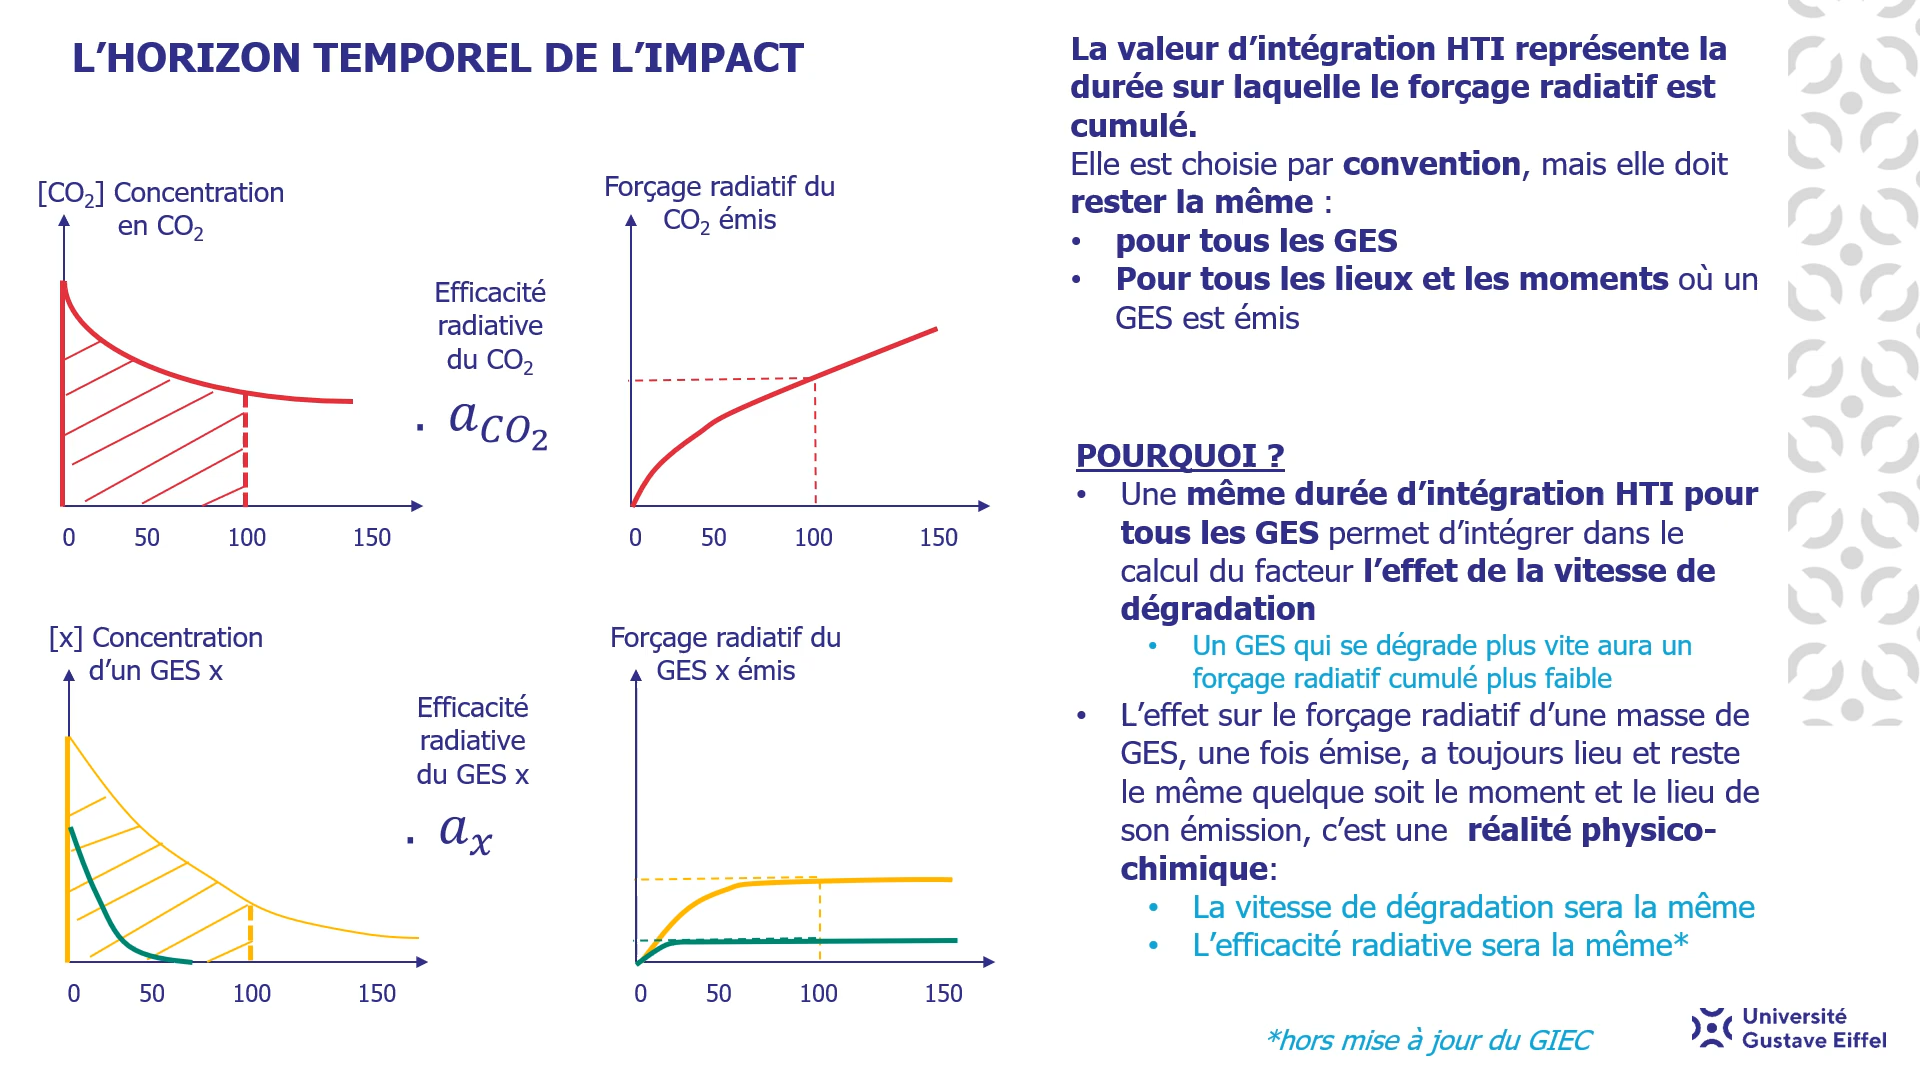 L'HORIZON TEMPOREL DE L'IMPACT
[CO₂] Concentration
en CO₂
Efficacité
radiative
du CO₂
. a_{CO₂}
0 50 100 150
Forçage radiatif du
CO₂ émis
0 50 100 150
[x] Concentration
d'un GES x
Efficacité
radiative
du GES x
. aₓ
0 50 100 150
Forçage radiatif du
GES x émis
0 50 100 150
La valeur d'intégration HTI représente la
durée sur laquelle le forçage radiatif est
cumulé.
Elle est choisie par convention, mais elle doit
rester la même :
• pour tous les GES
• Pour tous les lieux et les moments où un
GES est émis
POURQUOI ?
• Une même durée d'intégration HTI pour
tous les GES permet d'intégrer dans le
calcul du facteur l'effet de la vitesse de
dégradation
• Un GES qui se dégrade plus vite aura un
forçage radiatif cumulé plus faible
• L'effet sur le forçage radiatif d'une masse de
GES, une fois émise, a toujours lieu et reste
le même quelque soit le moment et le lieu de
son émission, c'est une réalité physico-
chimique:
• La vitesse de dégradation sera la même
• L'efficacité radiative sera la même*
*hors mise à jour du GIEC
Université
Gustave Eiffel